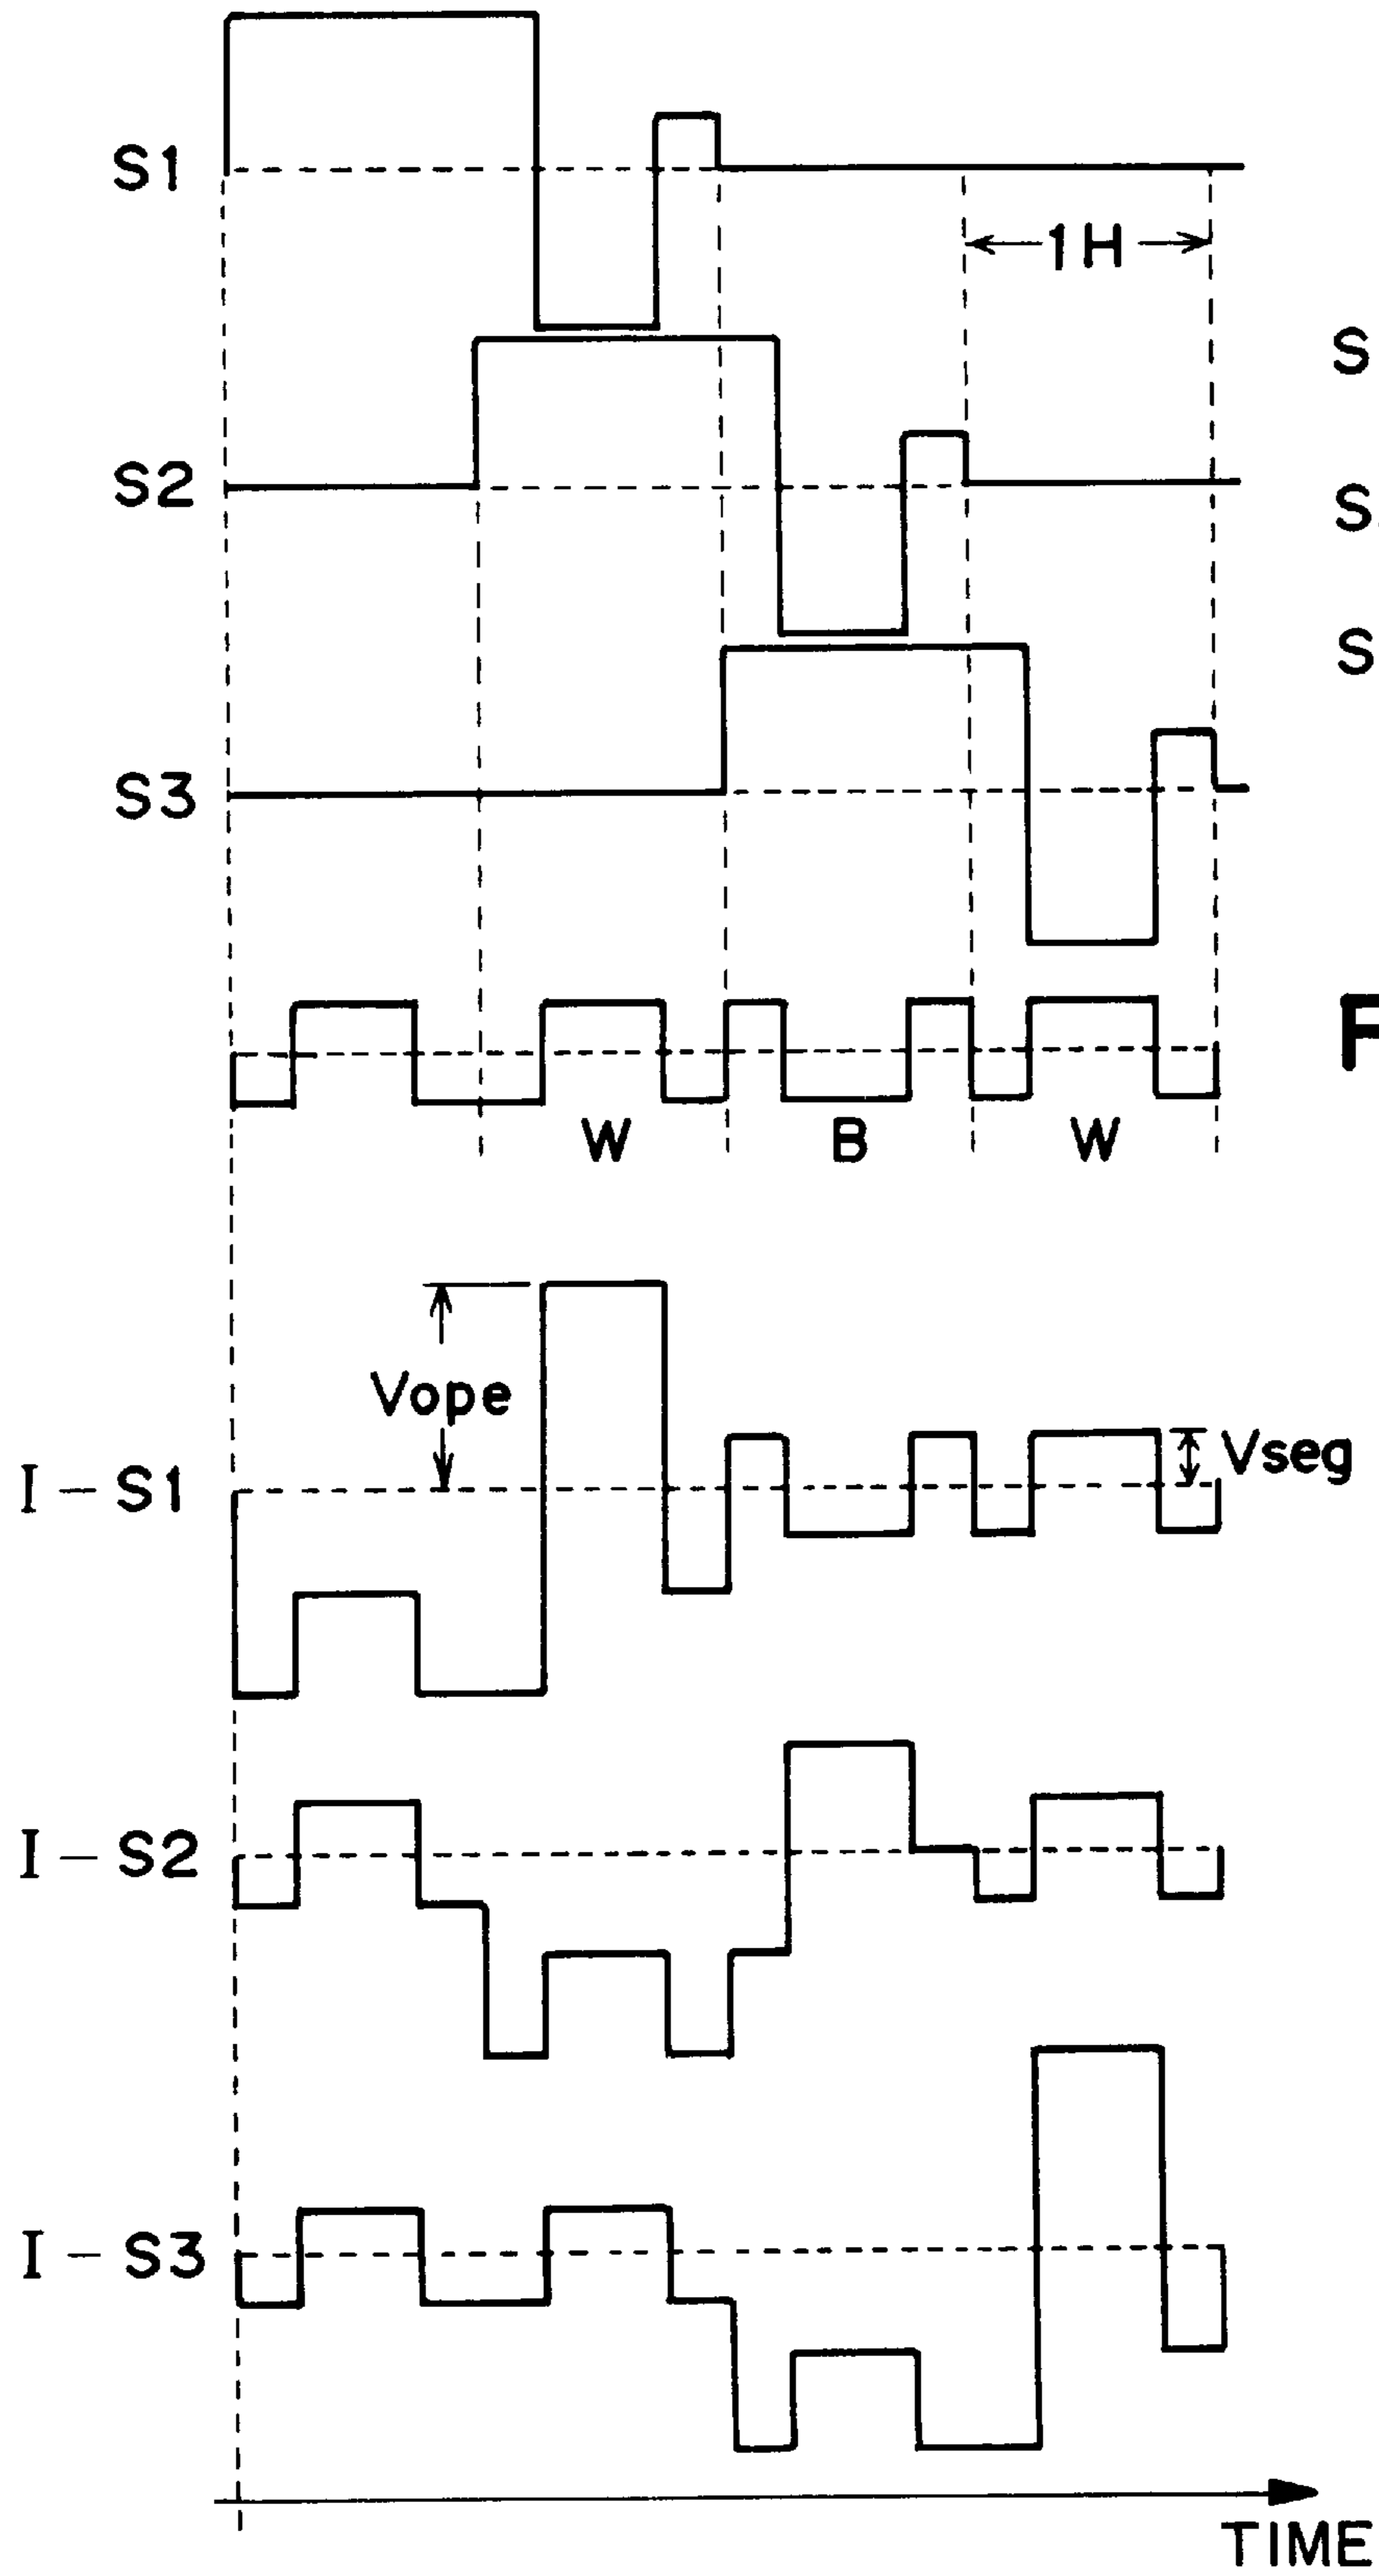 S1
1H
S
S2
S
S
S3
F
W B W
Vope
Vseg
I - S1
I - S2
I - S3
TIME